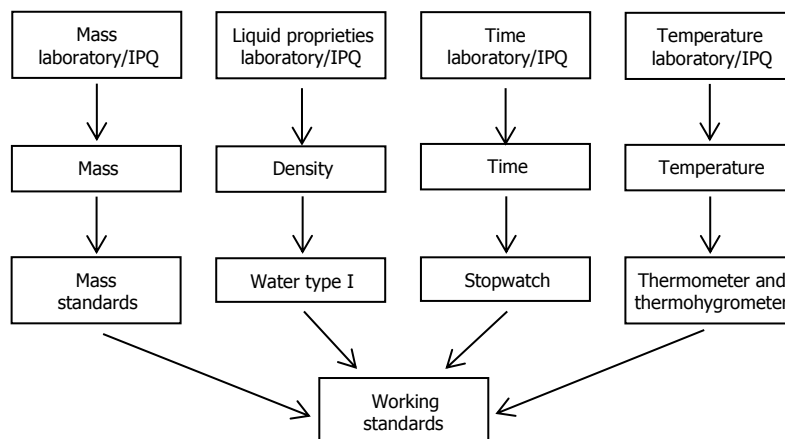 Mass
laboratory/IPQ
Liquid proprieties
laboratory/IPQ
Time
laboratory/IPQ
Temperature
laboratory/IPQ
Mass
Density
Time
Temperature
Mass
standards
Water type I
Stopwatch
Thermometer and
thermohygrometer
Working
standards